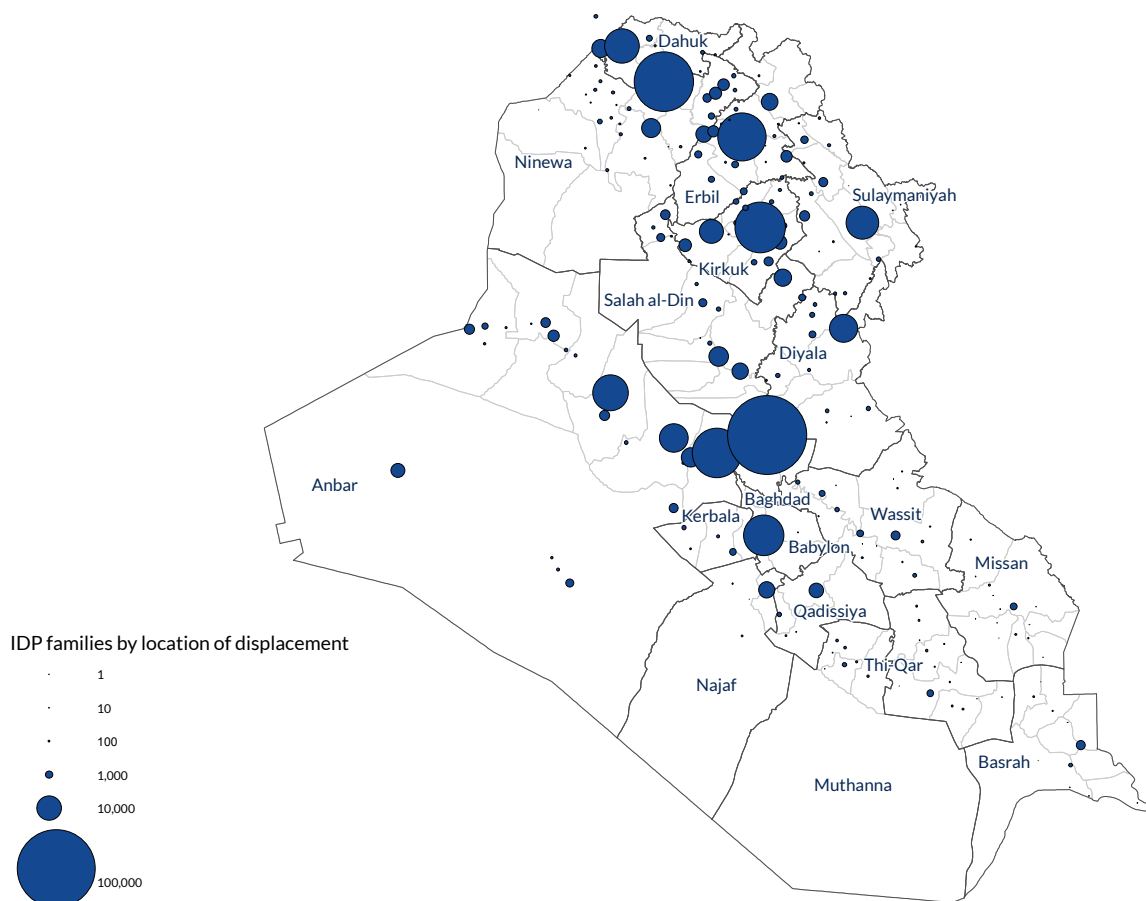 Dahuk
Ninewa
Erbil
Sulaymaniyah
Kirkuk
Salah al-Din
Diyala
Anbar
Baghdad
Kerbala
Wassit
Babylon
Missan
Qadissiya
IDP families by location of displacement
Thi-Qar
1
Najaf
10
100
Basrah
1,000
Muthanna
10,000
100,000